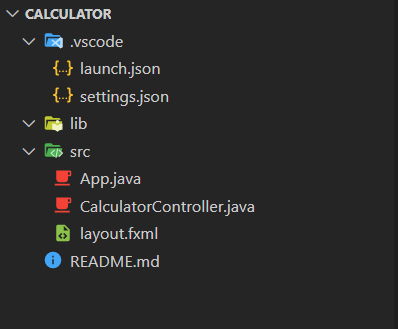 CALCULATOR
.vscode
launch.json
settings.json
lib
src
App.java
CalculatorController.java
layout.fxml
README.md